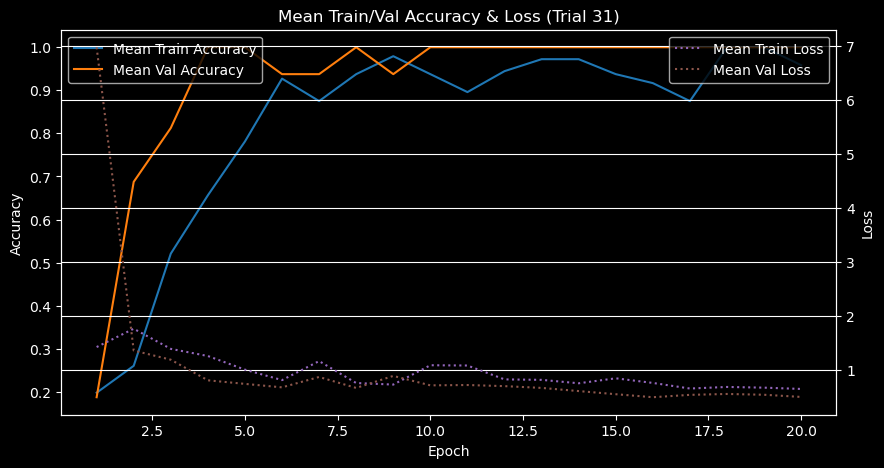 Mean Train/Val Accuracy & Loss (Trial 31)
Mean Train Accuracy
Mean Val Accuracy
Mean Train Loss
Mean Val Loss
1.0
0.9
0.8
0.7
0.6
0.5
0.4
0.3
0.2
Accuracy
7
6
5
4
3
2
1
Loss
2.5 5.0 7.5 10.0 12.5 15.0 17.5 20.0
Epoch